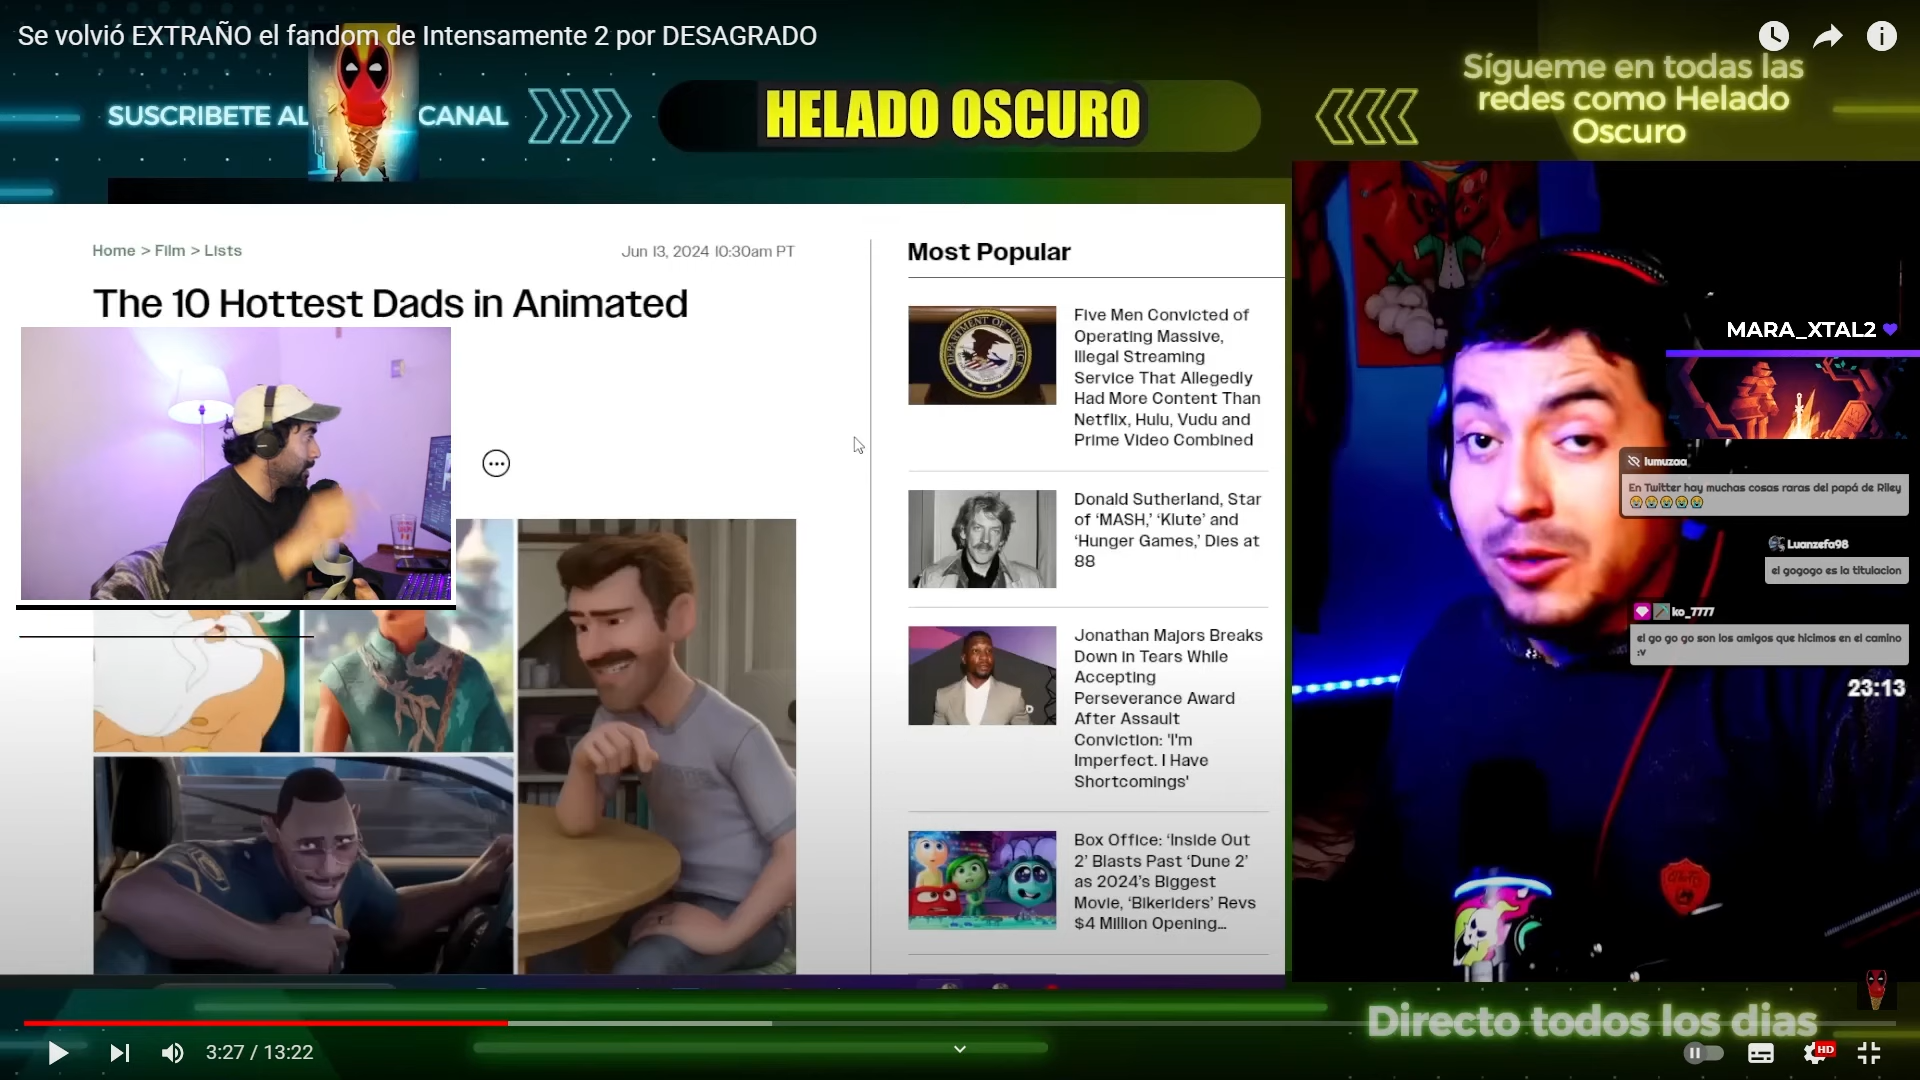 Se volvió EXTRAÑO el fandom de Intensamente 2 por DESAGRADO
SUSCRIBETE AL CANAL
HELADO OSCURO
Sígueme en todas las
redes como Helado
Oscuro
Home > Film > Lists
Jun 13, 2024 10:30am PT
The 10 Hottest Dads in Animated
Most Popular
DEPARTMENT OF JUSTICE
Five Men Convicted of
Operating Massive,
Illegal Streaming
Service That Allegedly
Had More Content Than
Netflix, Hulu, Vudu and
Prime Video Combined
Donald Sutherland, Star
of ‘MASH,’ ‘Klute’ and
‘Hunger Games,’ Dies at
88
Jonathan Majors Breaks
Down in Tears While
Accepting
Perseverance Award
After Assault
Conviction: 'I'm
Imperfect. I Have
Shortcomings'
Box Office: ‘Inside Out
2’ Blasts Past ‘Dune 2’
as 2024’s Biggest
Movie, ‘Bikeriders’ Revs
$4 Million Opening...
MARA_XTAL2
lumuzaa
En Twitter hay muchas cosas raras del papá de Riley
😭😭😭😭😭
Luanzefa98
el gogogo es la titulacion
ko_7777
el go go go son los amigos que hicimos en el camino
:v
23:13
Directo todos los dias
3:27 / 13:22
HD